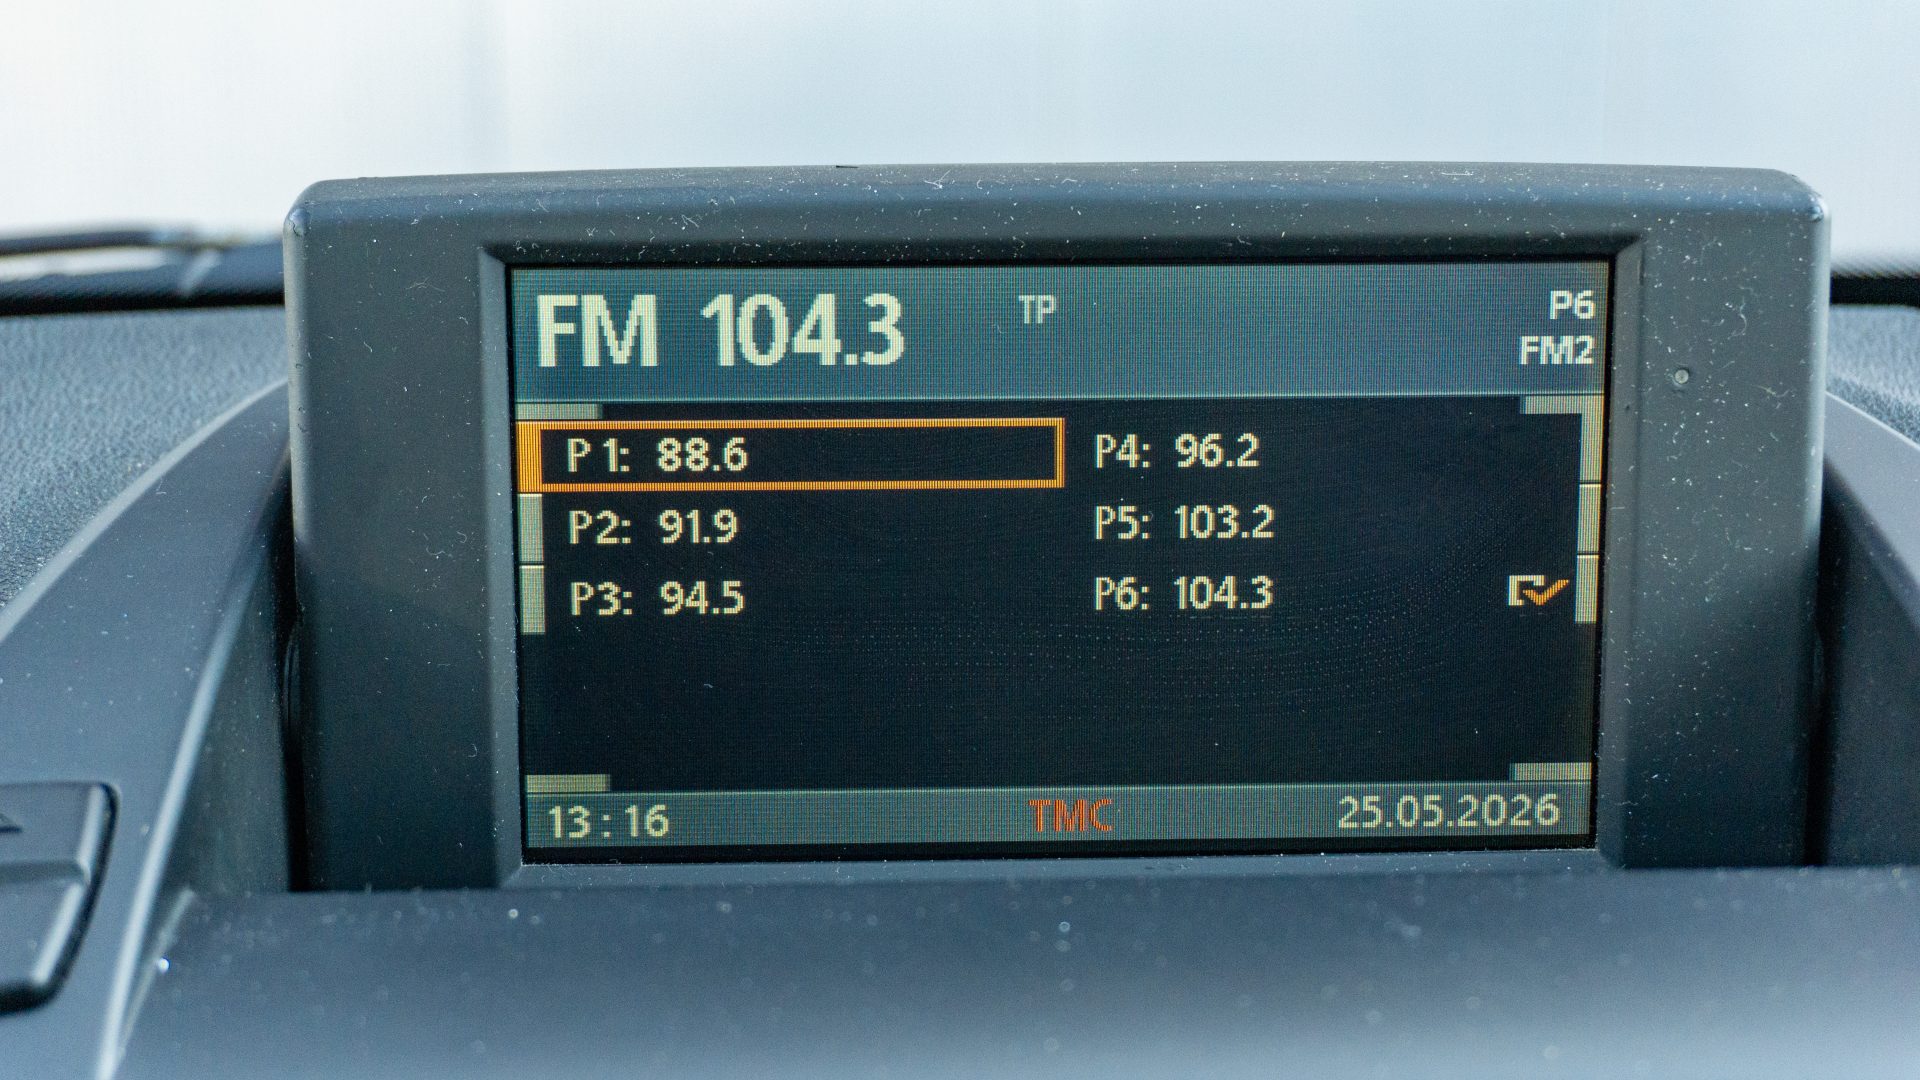 FM 104.3 TP P6
FM2
P1: 88.6
P2: 91.9
P3: 94.5
P4: 96.2
P5: 103.2
P6: 104.3
13:16 TMC 25.05.2026